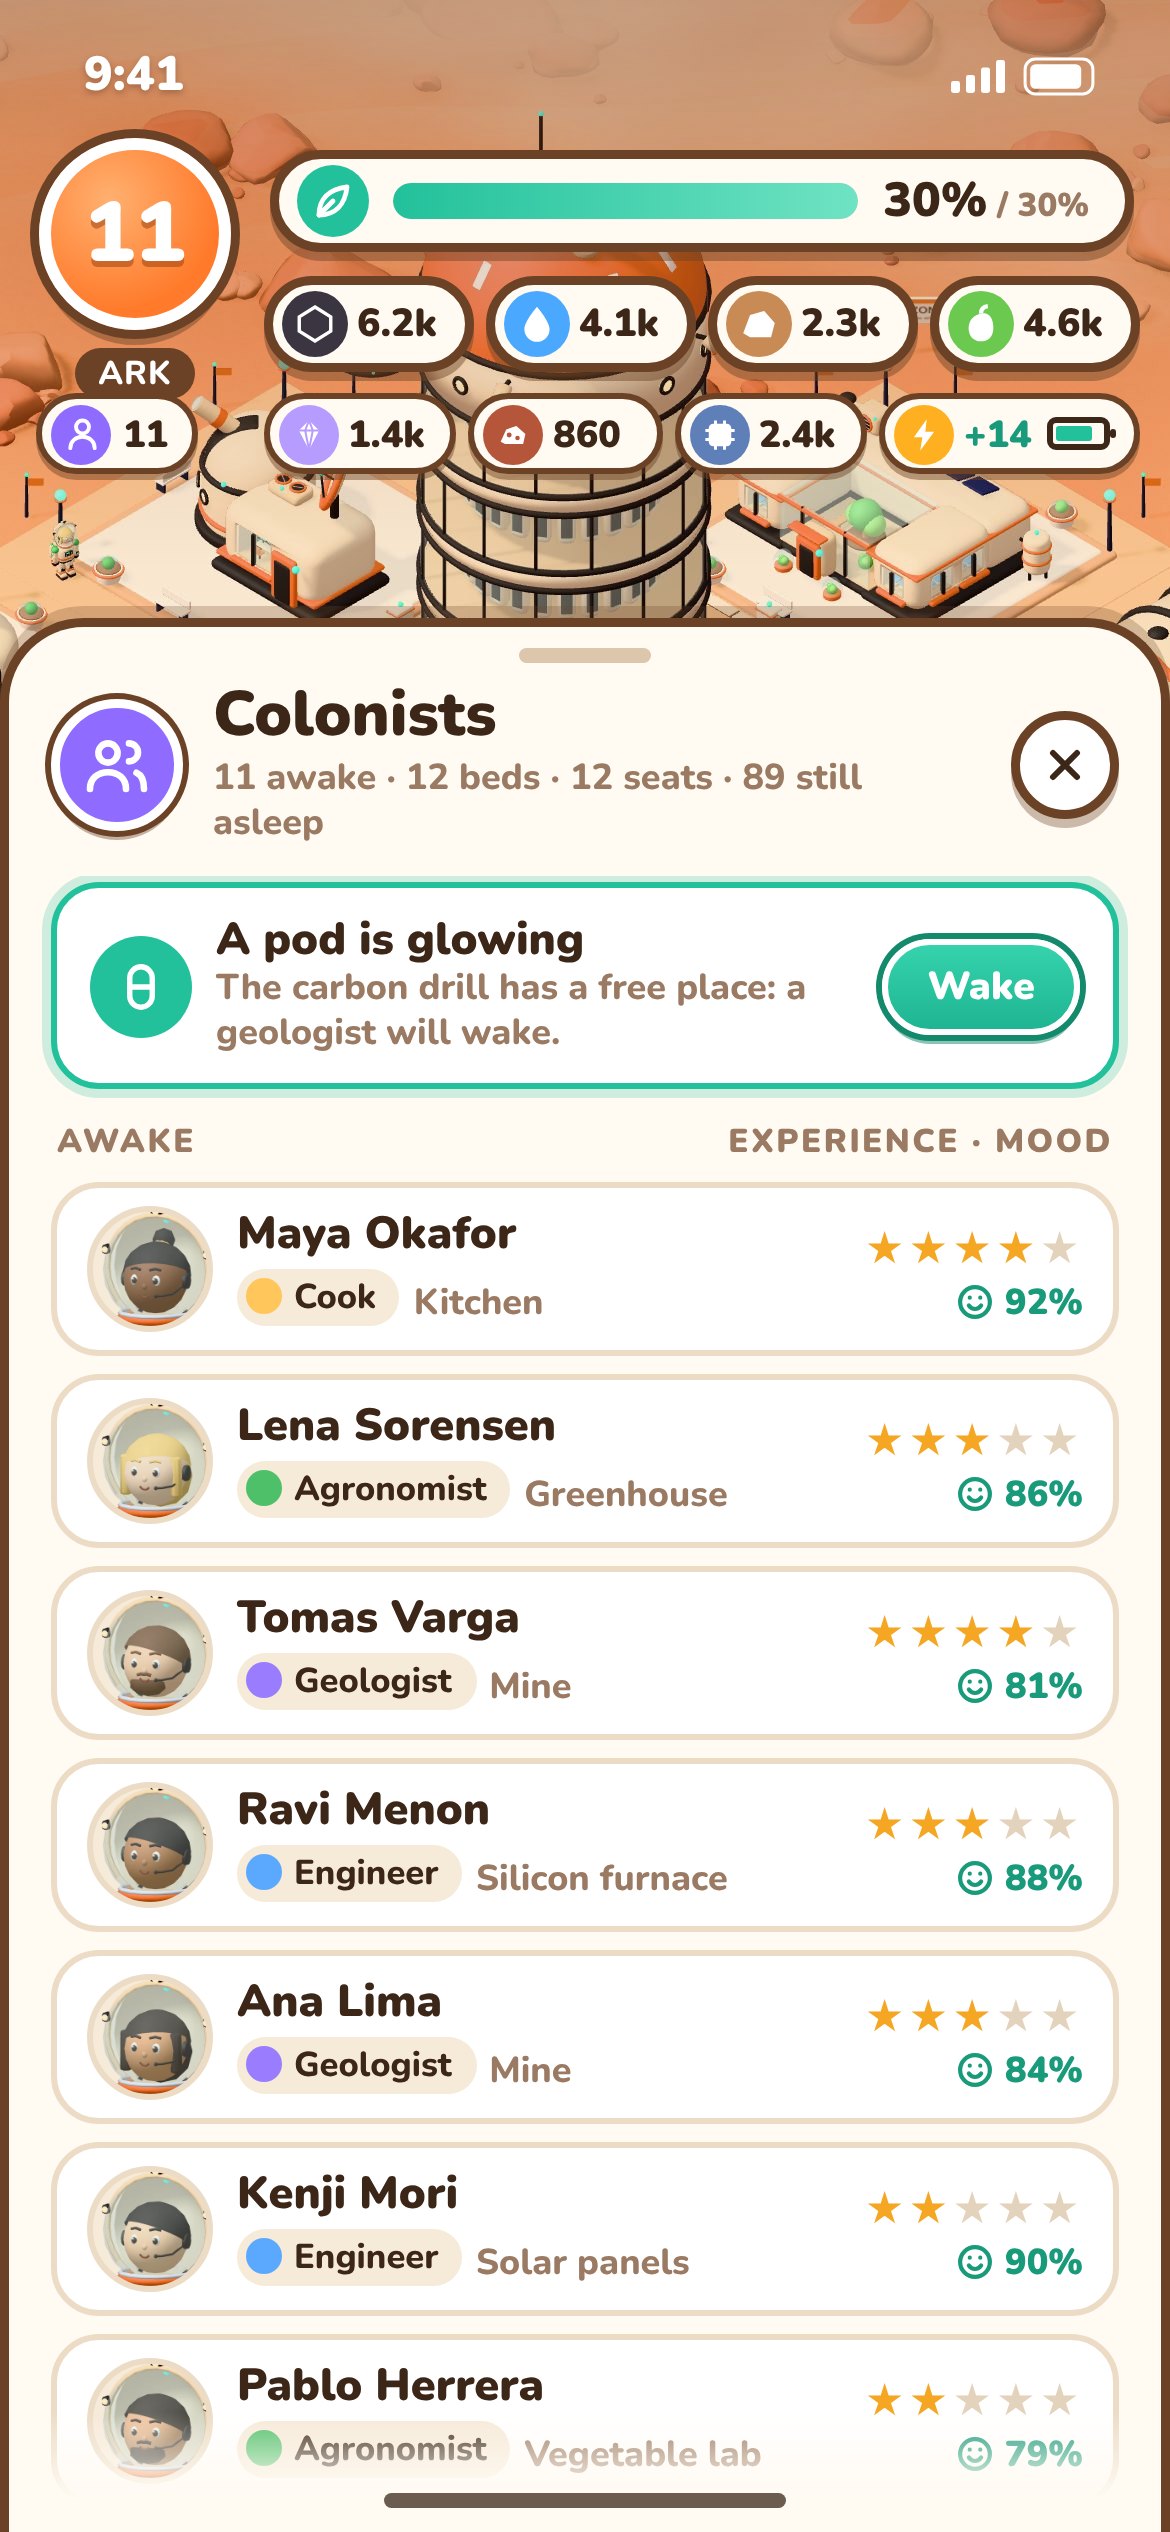 9:41
11
30% / 30%
6.2k
4.1k
2.3k
4.6k
ARK
11
1.4k
860
2.4k
+14
Colonists
11 awake · 12 beds · 12 seats · 89 still
asleep
A pod is glowing
The carbon drill has a free place: a
geologist will wake.
Wake
AWAKE
EXPERIENCE · MOOD
Maya Okafor
Cook Kitchen
92%
Lena Sorensen
Agronomist Greenhouse
86%
Tomas Varga
Geologist Mine
81%
Ravi Menon
Engineer Silicon furnace
88%
Ana Lima
Geologist Mine
84%
Kenji Mori
Engineer Solar panels
90%
Pablo Herrera
Agronomist Vegetable lab
79%